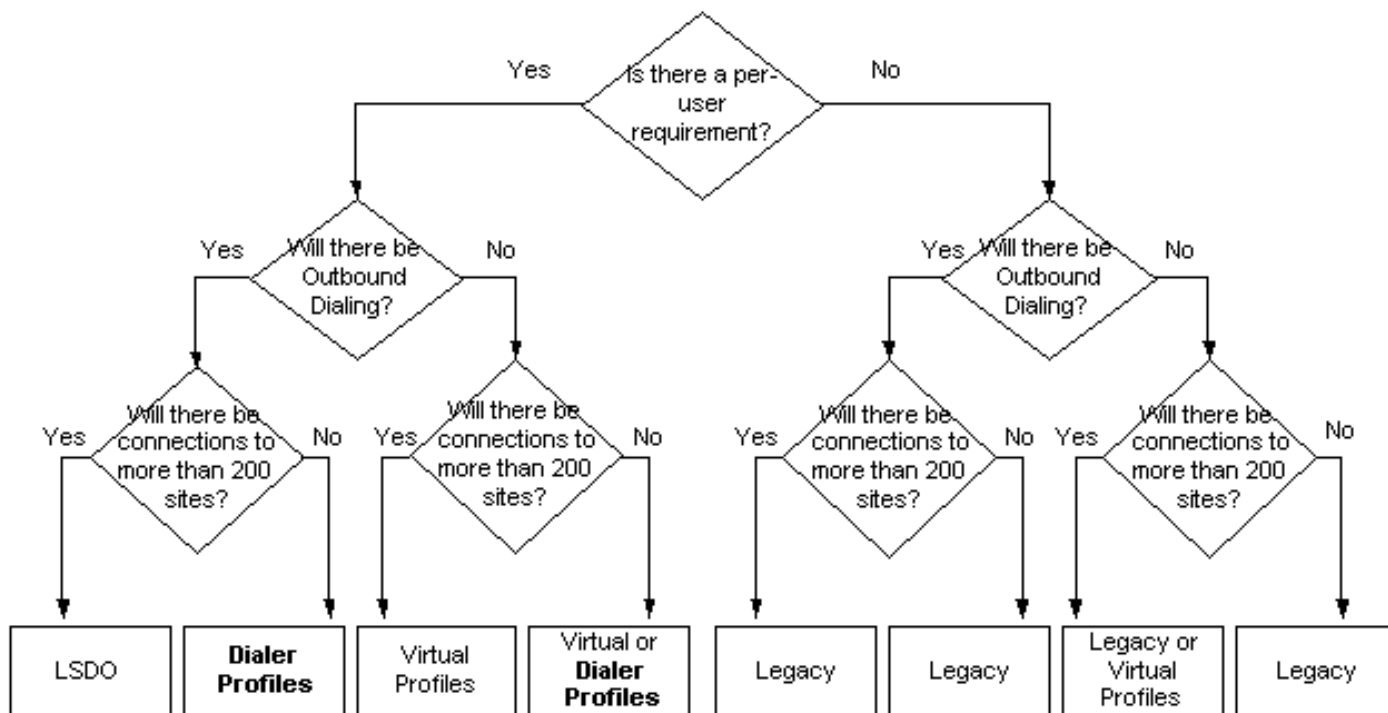 Yes
Is there a per-
user
requirement?
No
Yes
Will there be
Outbound
Dialing?
No
Yes
Will there be
Outbound
Dialing?
No
Yes
Will there be
connections to
more than 200
sites?
No
Yes
Will there be
connections to
more than 200
sites?
No
Yes
Will there be
connections to
more than 200
sites?
No
Yes
Will there be
connections to
more than 200
sites?
No
LSDO
Dialer
Profiles
Virtual
Profiles
Virtual or
Dialer
Profiles
Legacy
Legacy
Legacy or
Virtual
Profiles
Legacy